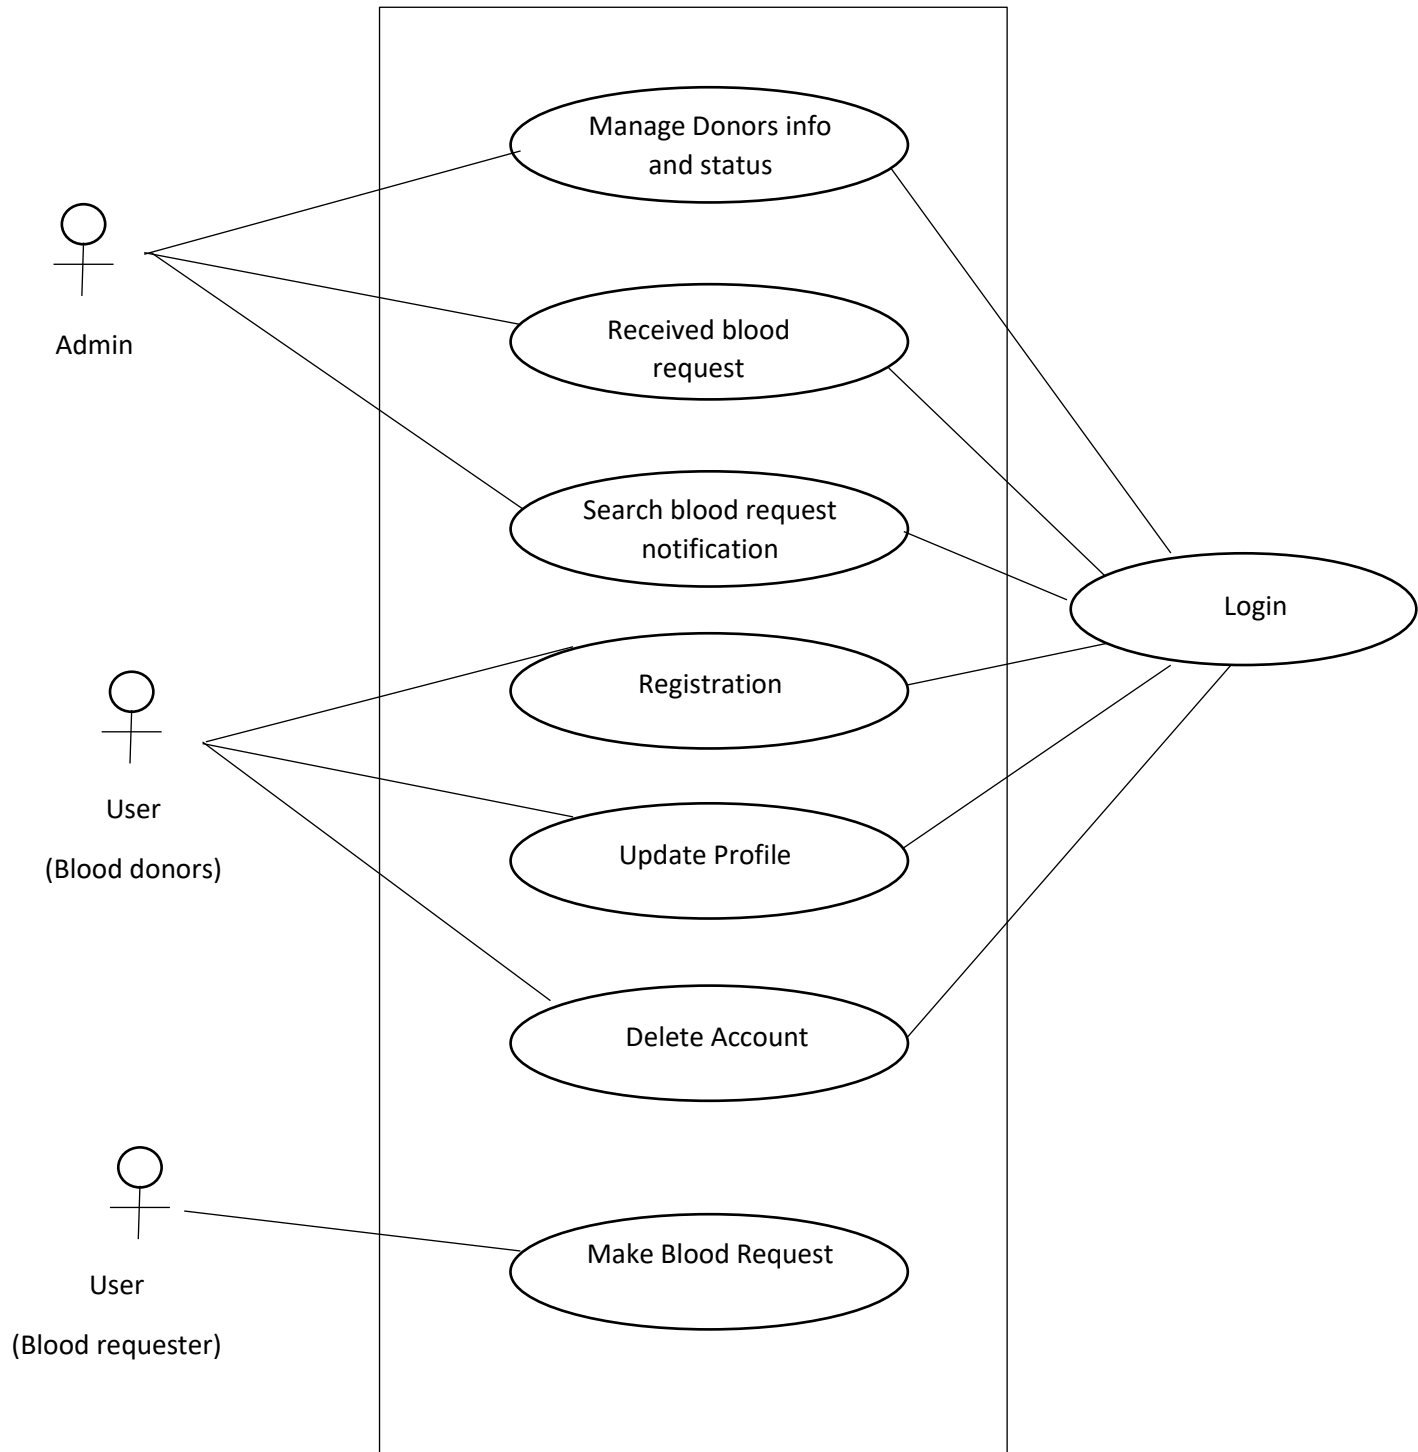 Manage Donors info
and status
Admin
Received blood
request
Search blood request
notification
Login
Registration
User
(Blood donors)
Update Profile
Delete Account
Make Blood Request
User
(Blood requester)